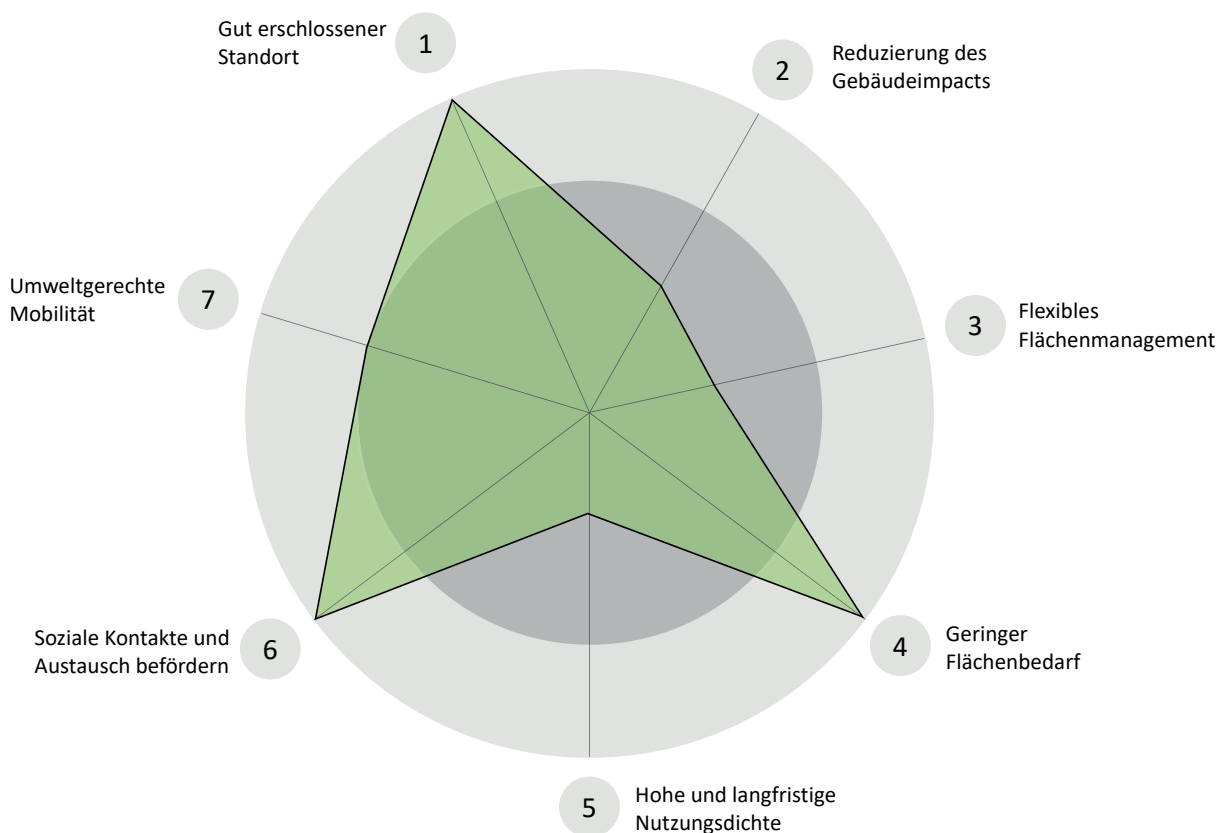 1
Gut erschlossener
Standort
2
Reduzierung des
Gebäudeimpacts
3
Flexibles
Flächenmanagement
4
Geringer
Flächenbedarf
5
Hohe und langfristige
Nutzungsdichte
6
Soziale Kontakte und
Austausch befördern
7
Umweltgerechte
Mobilität